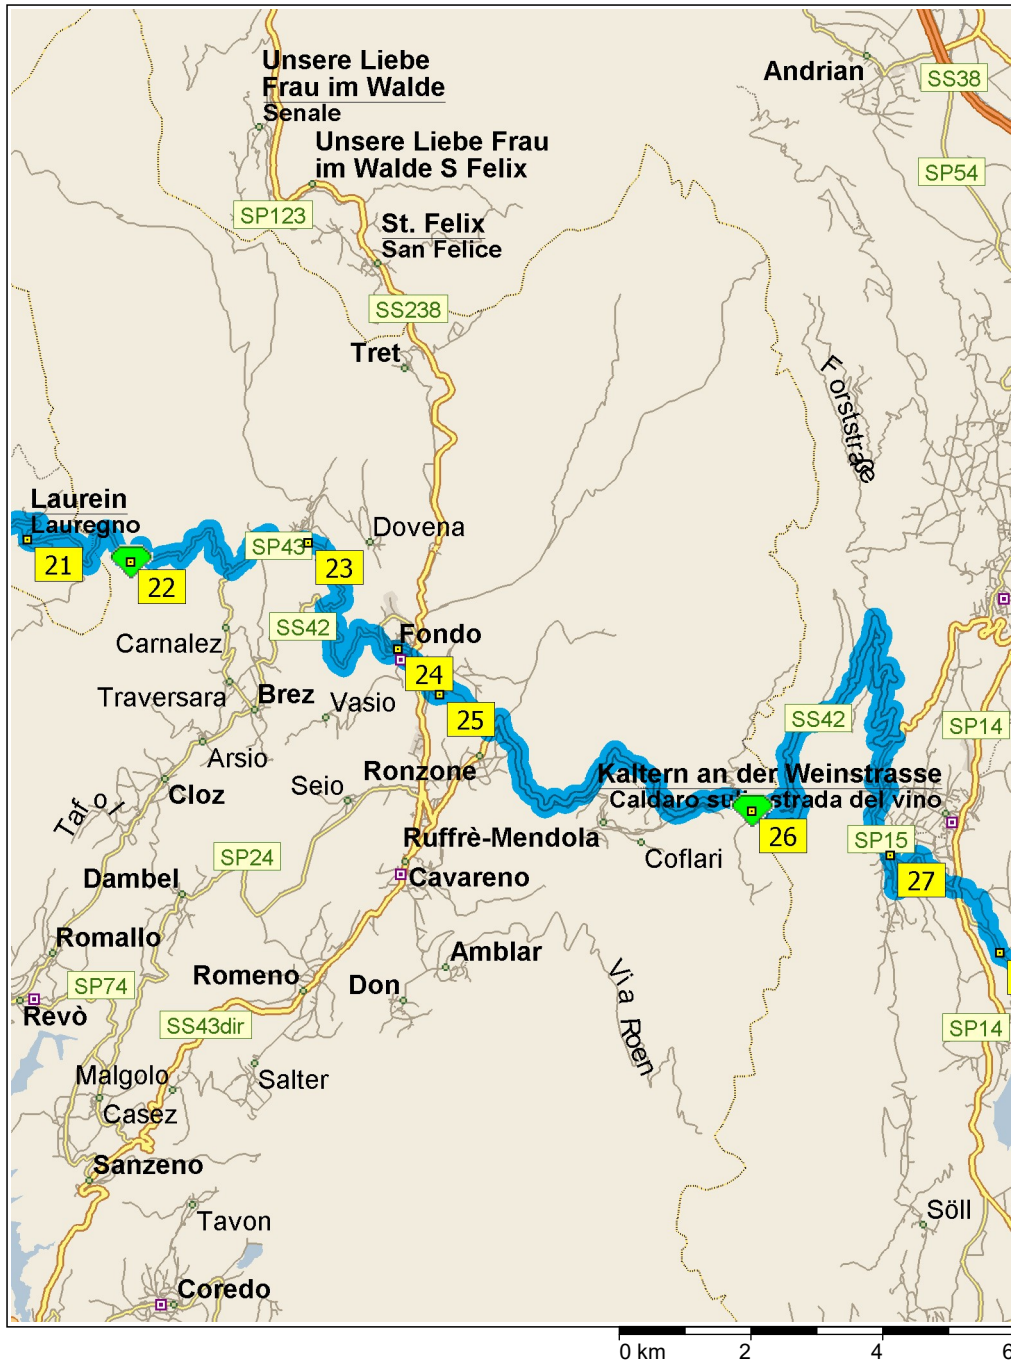 Unsere Liebe
Frau im Walde
Senale
Andrian
SS38
Unsere Liebe Frau
im Walde S Felix
SP54
SP123
St. Felix
San Felice
SS238
Tret
Forststraße
Laurein
Lauregno
21
22
SP43
23
Dovena
SS42
Carnalez
Fondo
24
Traversara
Brez
Vasio
25
SS42
SP14
Arsio
Ronzone
Kaltern an der Weinstrasse
Caldaro sulla strada del vino
Seio
Cloz
Tafol
26
Ruffrè-Mendola
Coflari
SP15
27
SP24
Dambel
Cavareno
Romallo
Amblar
Romeno
Don
Via Roen
SP74
Revò
SS43dir
SP14
Malgolo
Salter
Casez
Sanzeno
Tavon
Söll
Coredo
0 km 2 4 6